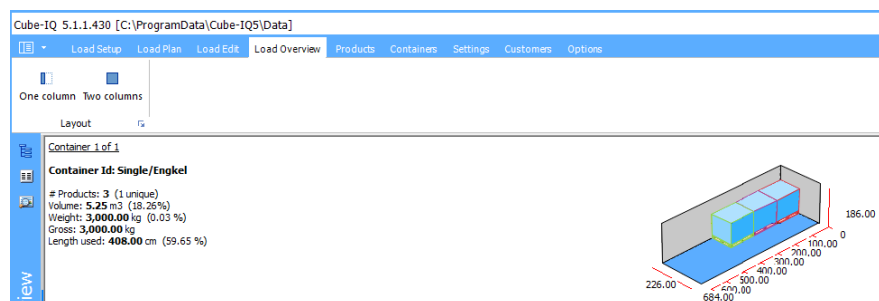 Cube-IQ 5.1.1.430 [C:\ProgramData\Cube-IQ5\Data]
Load Setup Load Plan Load Edit Load Overview Products Containers Settings Customers Options
One column Two columns
Layout
Container 1 of 1
Container Id: Single/Engkel
# Products: 3 (1 unique)
Volume: 5.25 m3 (18.26%)
Weight: 3,000.00 kg (0.03 %)
Gross: 3,000.00 kg
Length used: 408.00 cm (59.65 %)
186.00
0
100.00
200.00
300.00
400.00
500.00
600.00
684.00
226.00